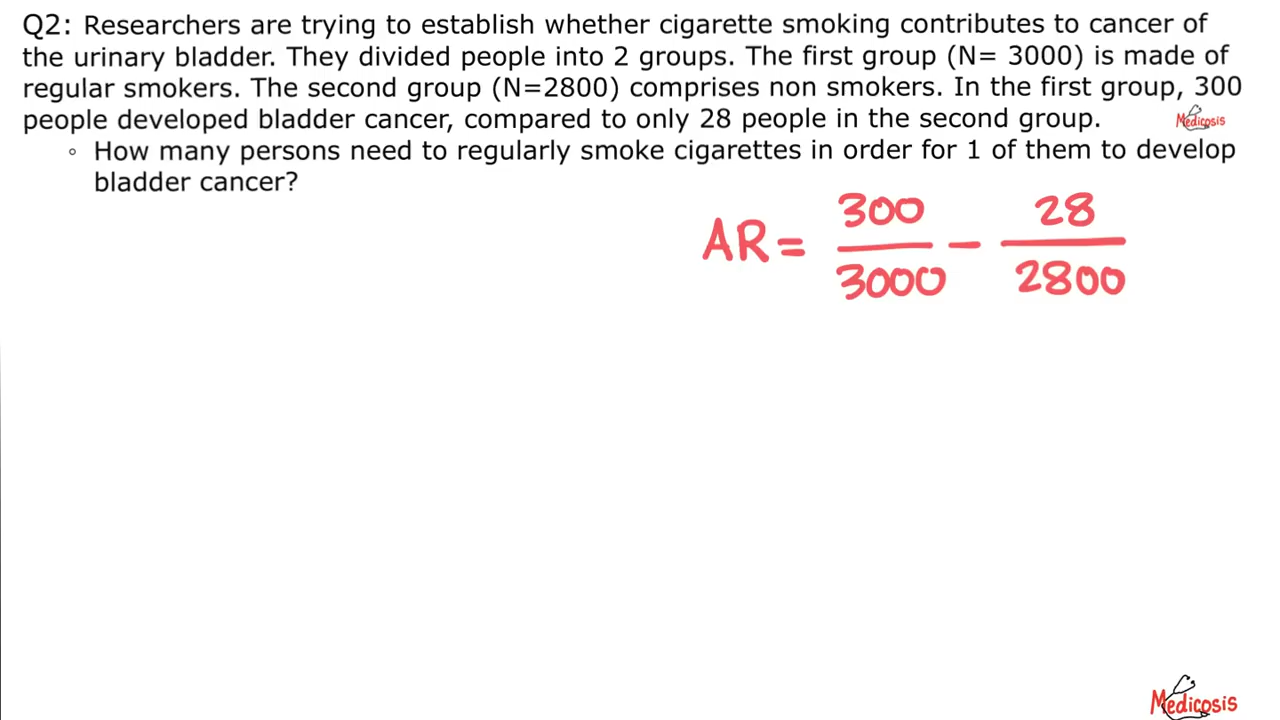 Q2: Researchers are trying to establish whether cigarette smoking contributes to cancer of
the urinary bladder. They divided people into 2 groups. The first group (N= 3000) is made of
regular smokers. The second group (N=2800) comprises non smokers. In the first group, 300
people developed bladder cancer, compared to only 28 people in the second group.
Medicosis
◦ How many persons need to regularly smoke cigarettes in order for 1 of them to develop
bladder cancer?
AR = 300/3000 - 28/2800
Medicosis